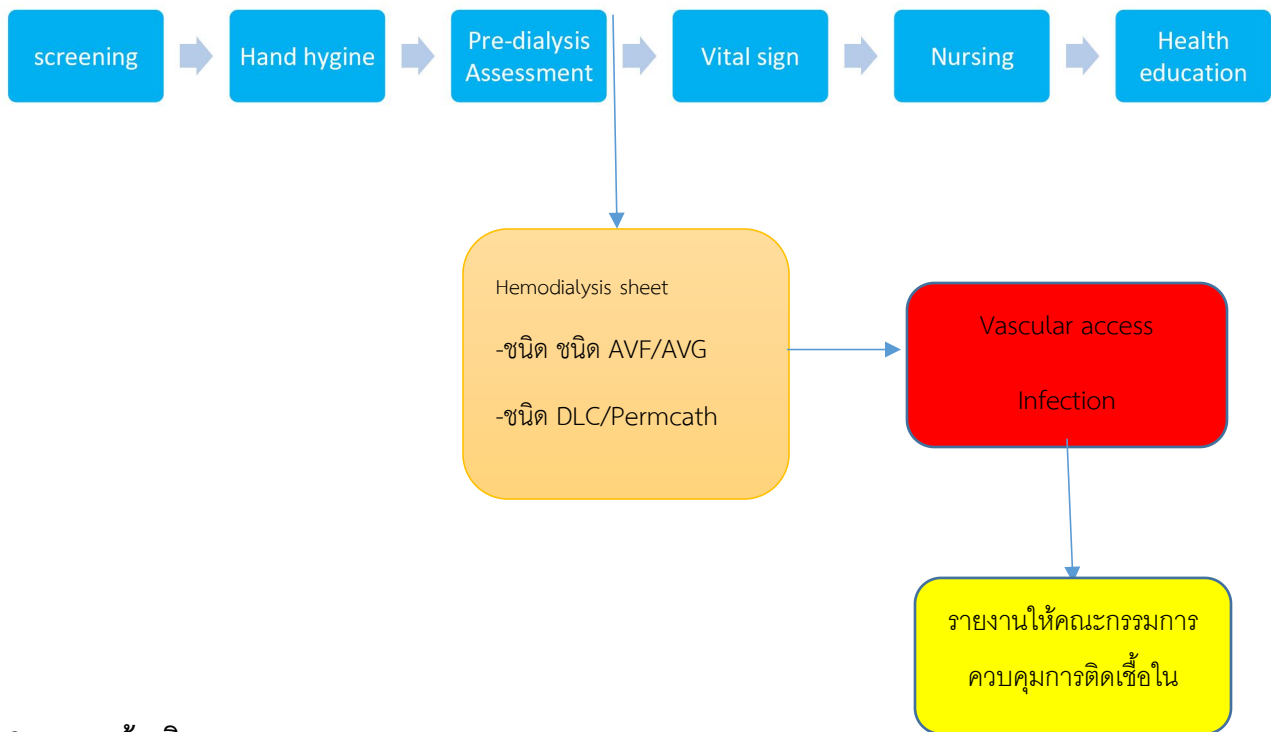 screening
Hand hygine
Pre-dialysis
Assessment
Vital sign
Nursing
Health
education
Hemodialysis sheet
-ชนิด ชนิด AVF/AVG
-ชนิด DLC/Permcath
Vascular access
Infection
รายงานให้คณะกรรมการ
ควบคุมการติดเชื้อใน